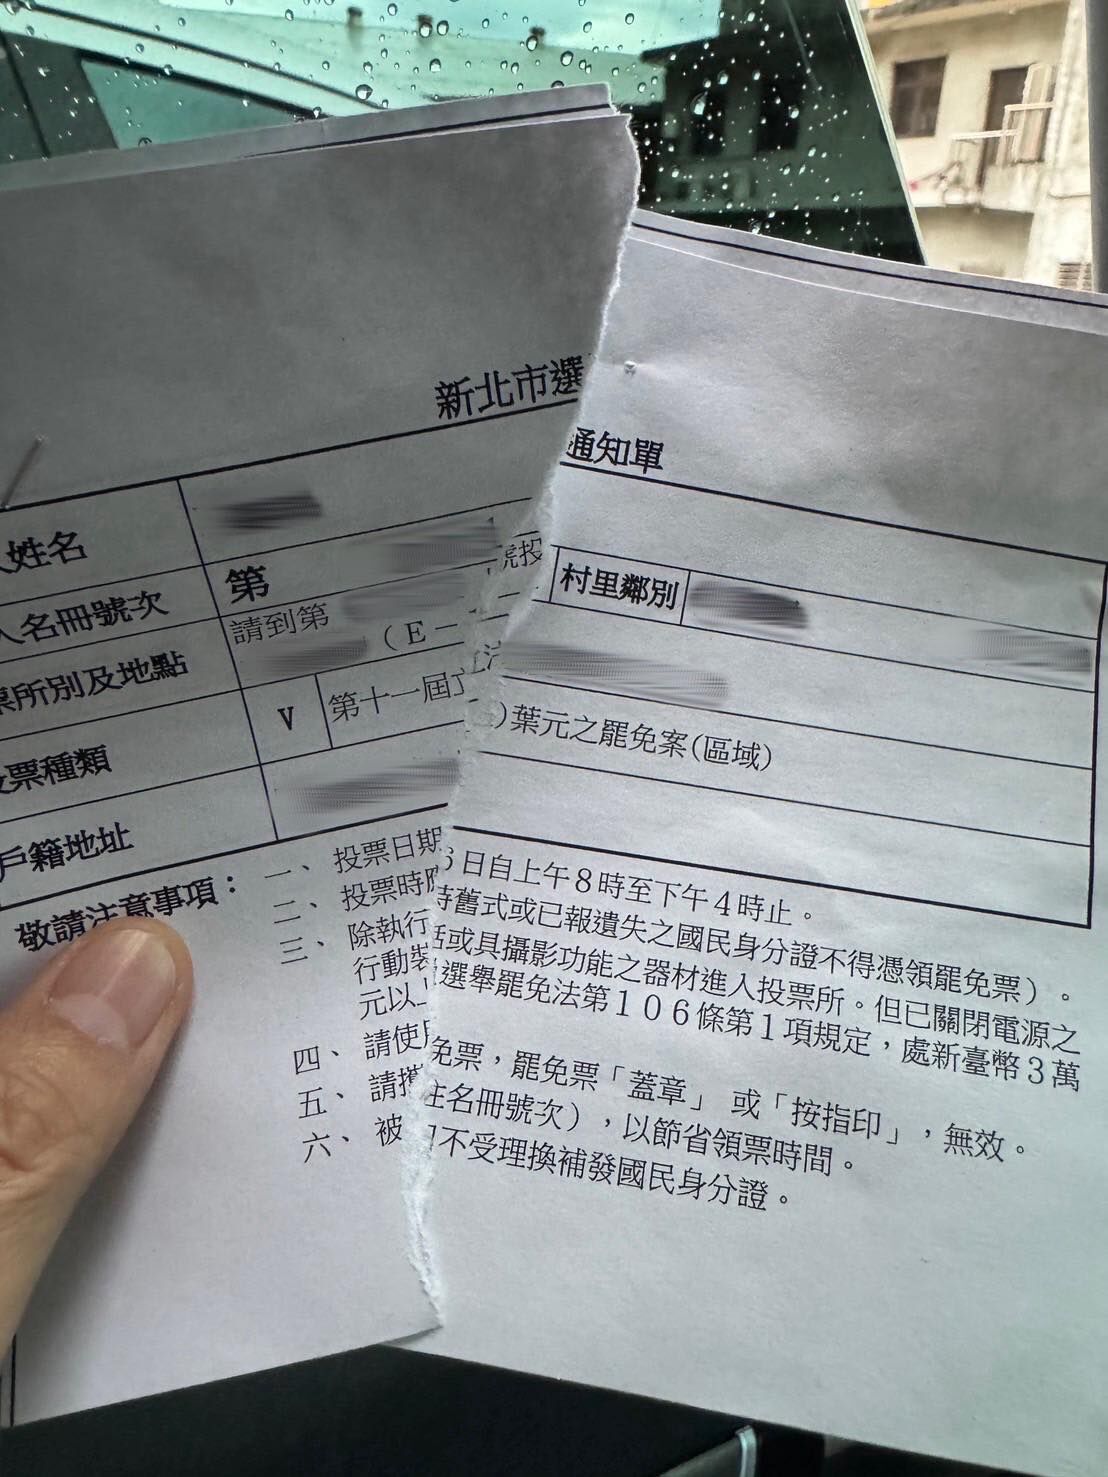 新北市選
通知單
姓名
村里鄰別
名冊號次
第
號投
票所別及地點
請到第
(E－
票種類
V
第十一屆立法
)葉元之罷免案(區域)
戶籍地址
敬請注意事項：
一、投票日期
二、投票時間
6日自上午8時至下午4時止。
持舊式或已報遺失之國民身分證不得憑領罷免票)。
三、除執行
話或具攝影功能之器材進入投票所。但已關閉電源之
行動裝
選舉罷免法第106條第1項規定，處新臺幣3萬
元以上
四、請使用
免票，罷免票「蓋章」或「按指印」，無效。
五、請攜
註名冊號次)，以節省領票時間。
六、被
不受理換補發國民身分證。